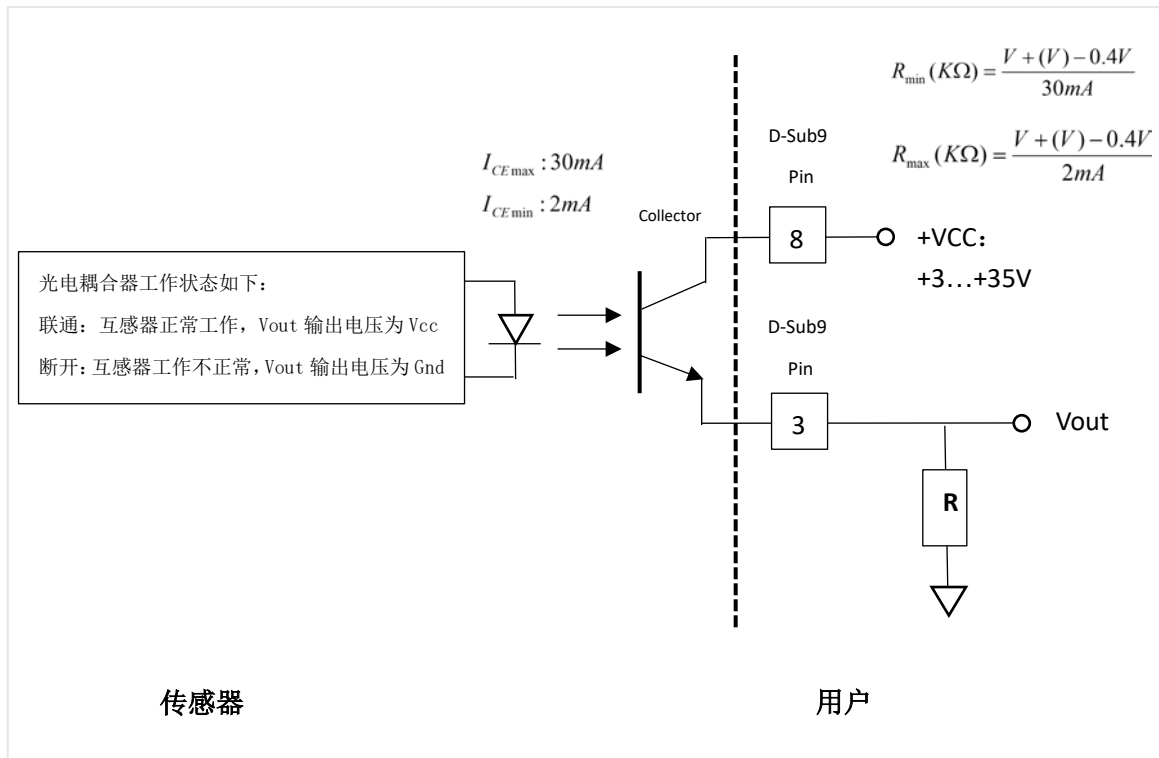 R_min (KΩ) = (V + (V) − 0.4V) / 30mA
D-Sub9
Pin
R_max (KΩ) = (V + (V) − 0.4V) / 2mA
I_CEmax : 30mA
I_CEmin : 2mA
Collector
8
+VCC：
+3…+35V
光电耦合器工作状态如下：
联通：互感器正常工作，Vout 输出电压为 Vcc
断开：互感器工作不正常，Vout 输出电压为 Gnd
D-Sub9
Pin
3
Vout
R
传感器
用户